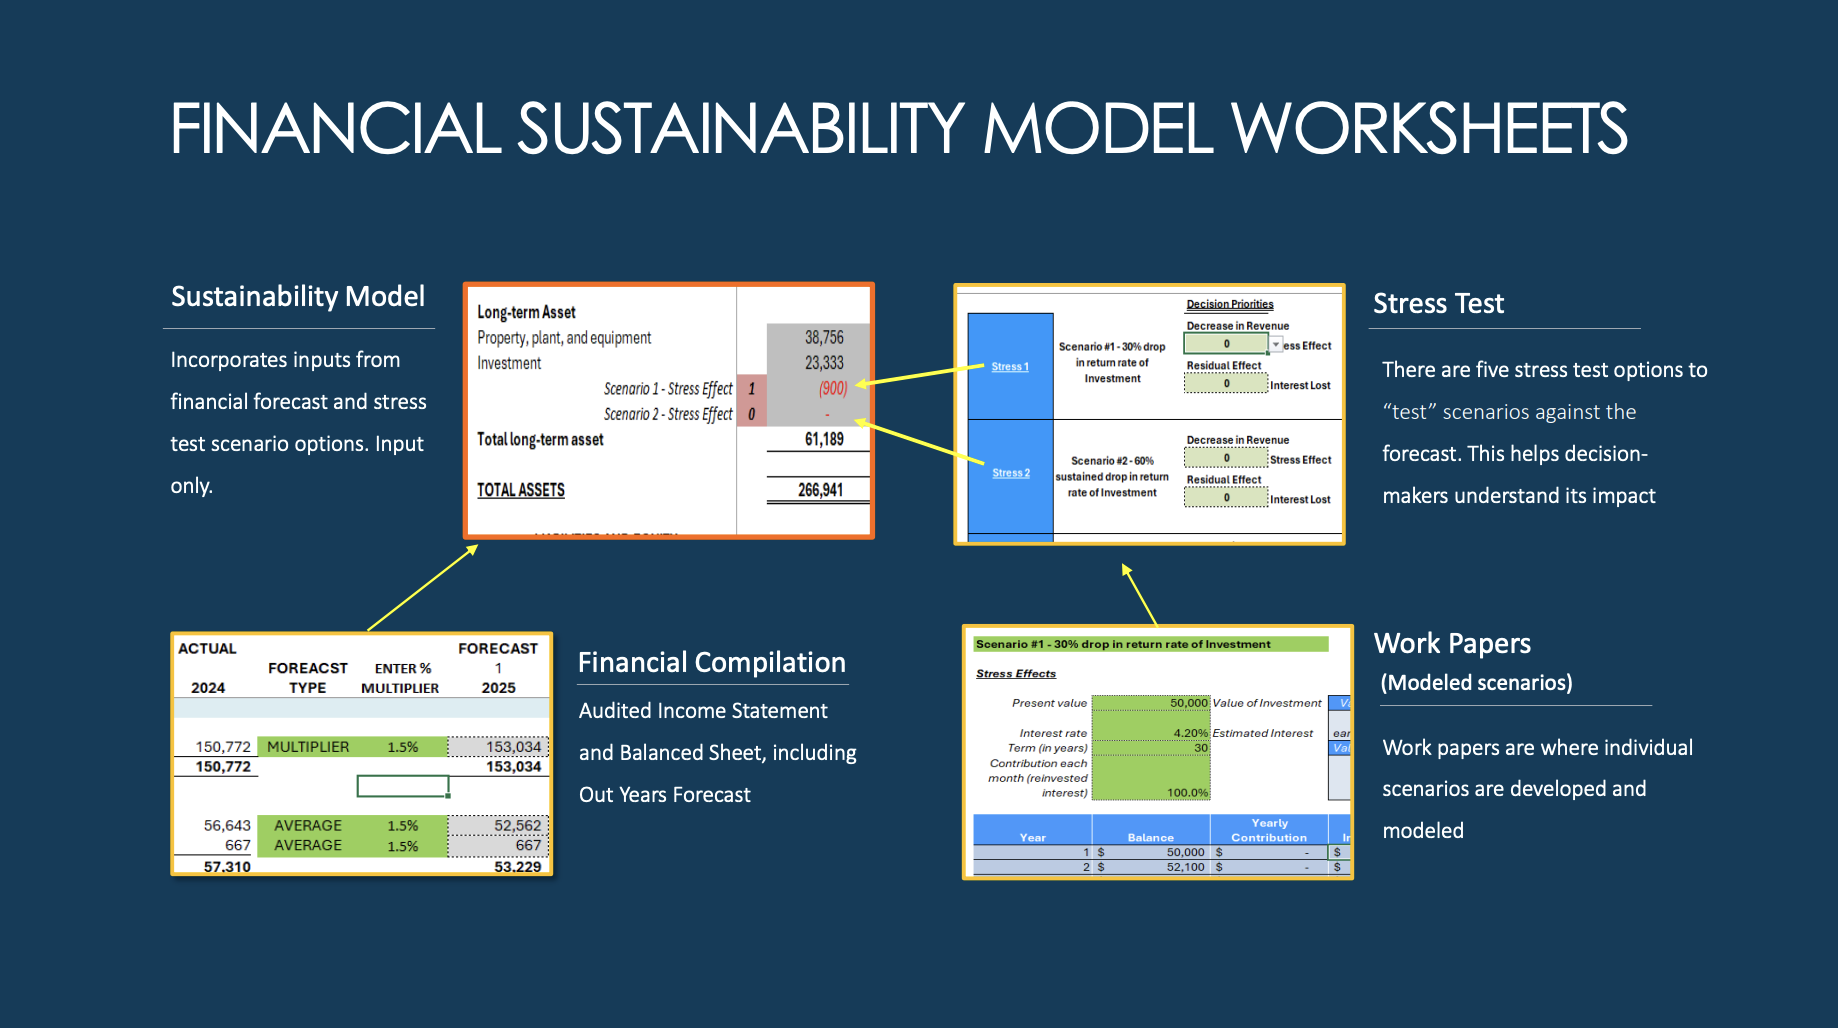 FINANCIAL SUSTAINABILITY MODEL WORKSHEETS
Sustainability Model
Incorporates inputs from
financial forecast and stress
test scenario options. Input
only.
Long-term Asset
Property, plant, and equipment 38,756
Investment 23,333
Scenario 1 - Stress Effect 1 (900)
Scenario 2 - Stress Effect 0 -
Total long-term asset 61,189
TOTAL ASSETS 266,941
Decision Priorities
Stress 1
Scenario #1 - 30% drop
in return rate of
Investment
Decrease in Revenue
0 ess Effect
Residual Effect
0 Interest Lost
Stress 2
Scenario #2 - 60%
sustained drop in return
rate of Investment
Decrease in Revenue
0 Stress Effect
Residual Effect
0 Interest Lost
Stress Test
There are five stress test options to
“test” scenarios against the
forecast. This helps decision-
makers understand its impact
ACTUAL FORECAST
FOREACST ENTER % 1
2024 TYPE MULTIPLIER 2025
150,772 MULTIPLIER 1.5% 153,034
150,772 153,034
56,643 AVERAGE 1.5% 52,562
667 AVERAGE 1.5% 667
57,310 53,229
Financial Compilation
Audited Income Statement
and Balanced Sheet, including
Out Years Forecast
Scenario #1 - 30% drop in return rate of Investment
Stress Effects
Present value 50,000 Value of Investment
Interest rate 4.20% Estimated Interest ear
Term (in years) 30 Val
Contribution each
month (reinvested
interest) 100.0%
Yearly
Year Balance Contribution
1 $ 50,000 $ - $
2 $ 52,100 $ - $
Work Papers
(Modeled scenarios)
Work papers are where individual
scenarios are developed and
modeled